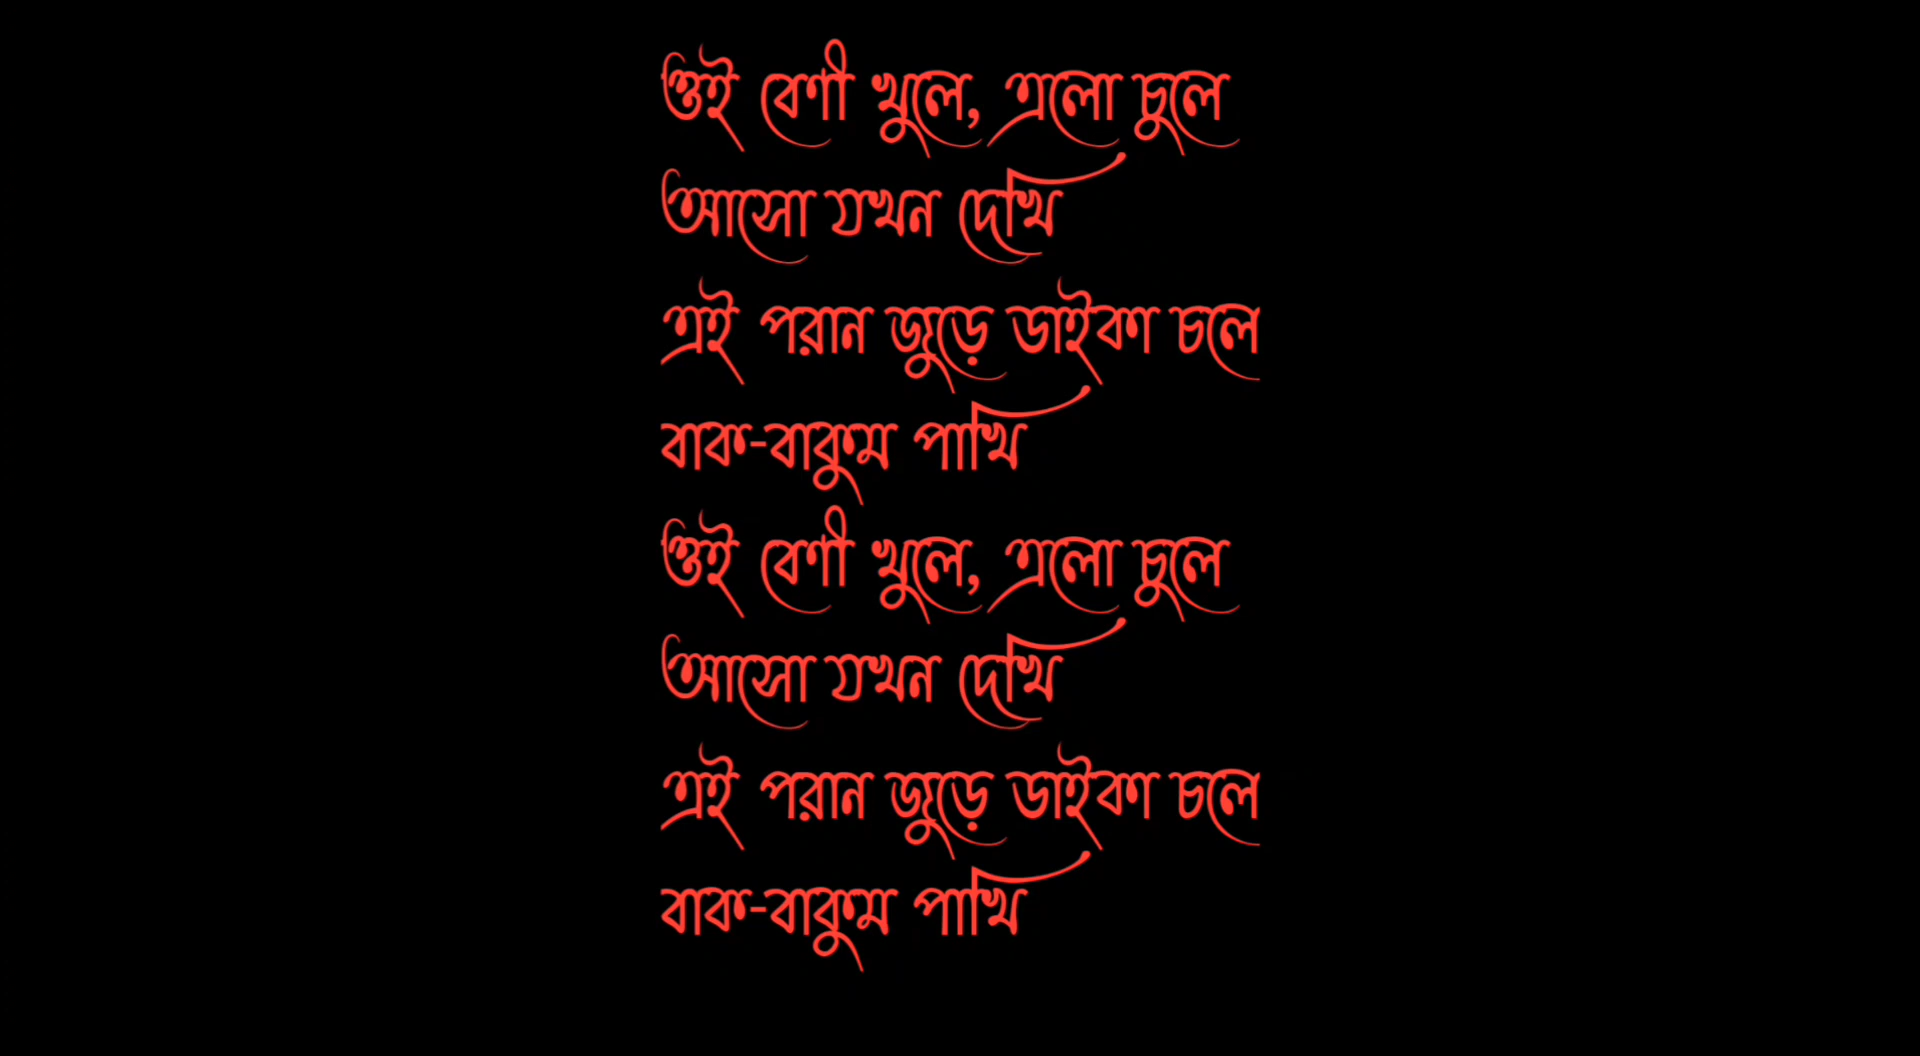 ওই বেণী খুলে, এলো চুলে
আসো যখন দেখি
এই পরান জুড়ে ডাইকা চলে
বাক-বাকুম পাখি
ওই বেণী খুলে, এলো চুলে
আসো যখন দেখি
এই পরান জুড়ে ডাইকা চলে
বাক-বাকুম পাখি